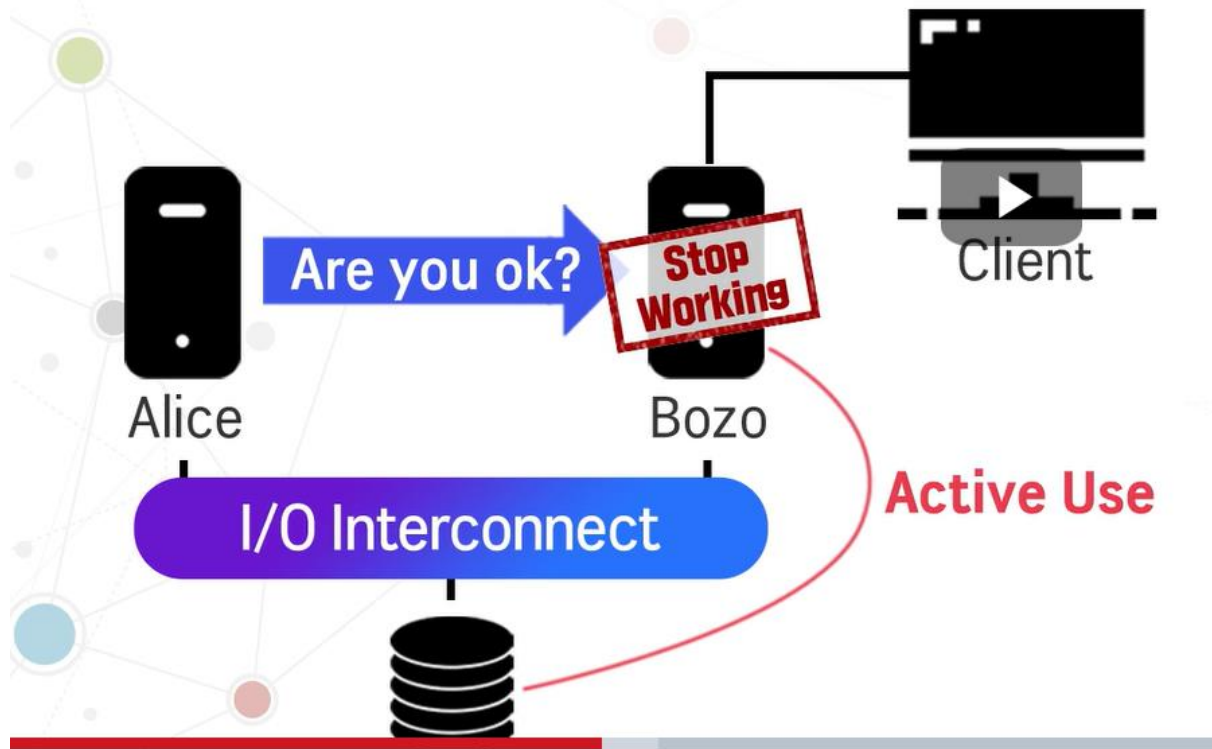 Are you ok?
Stop
Working
Client
Alice
Bozo
I/O Interconnect
Active Use